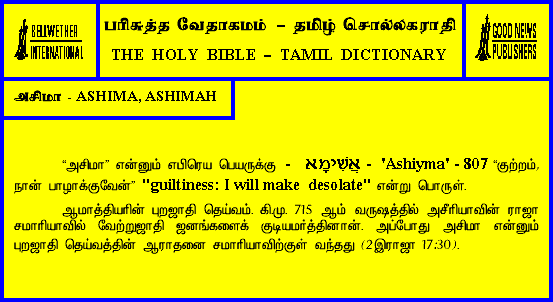 BELLWETHER
INTERNATIONAL
பரிசுத்த வேதாகமம் – தமிழ் சொல்லகராதி
THE HOLY BIBLE – TAMIL DICTIONARY
GOOD NEWS
PUBLISHERS
அசிமா - ASHIMA, ASHIMAH
“அசிமா” என்னும் எபிரெய பெயருக்கு - אֲשִׁימָא - 'Ashiyma' - 807 “குற்றம்,
நான் பாழாக்குவேன்” "guiltiness: I will make desolate" என்று பொருள்.
ஆமாத்தியரின் புறஜாதி தெய்வம். கி.மு. 715 ஆம் வருஷத்தில் அசீரியாவின் ராஜா
சமாரியாவில் வேற்றுஜாதி ஜனங்களைக் குடியமர்த்தினான். அப்போது அசிமா என்னும்
புறஜாதி தெய்வத்தின் ஆராதனை சமாரியாவிற்குள் வந்தது (2இராஜா 17:30).